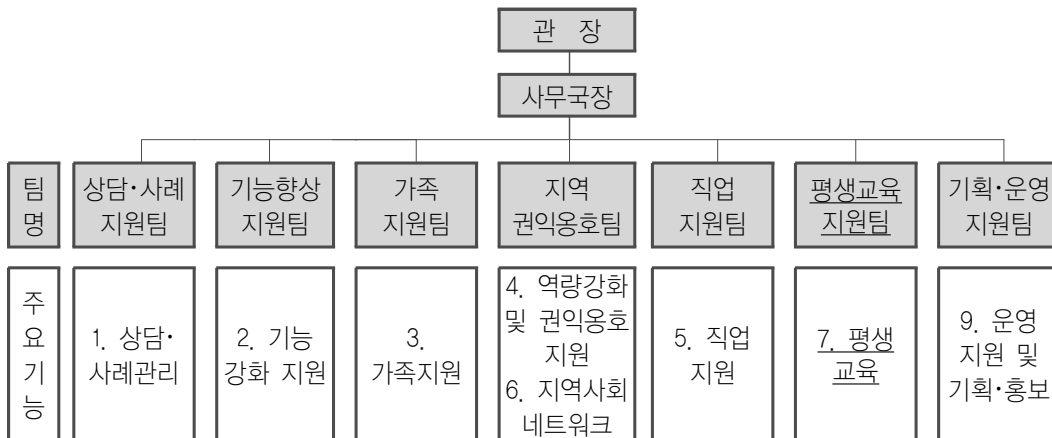 관 장
사무국장
팀
명
상담·사례
지원팀
기능향상
지원팀
가족
지원팀
지역
권익옹호팀
직업
지원팀
평생교육
지원팀
기획·운영
지원팀
주
요
기
능
1. 상담·
사례관리
2. 기능
강화 지원
3.
가족지원
4. 역량강화
및 권익옹호
지원
6. 지역사회
네트워크
5. 직업
지원
7. 평생
교육
9. 운영
지원 및
기획·홍보